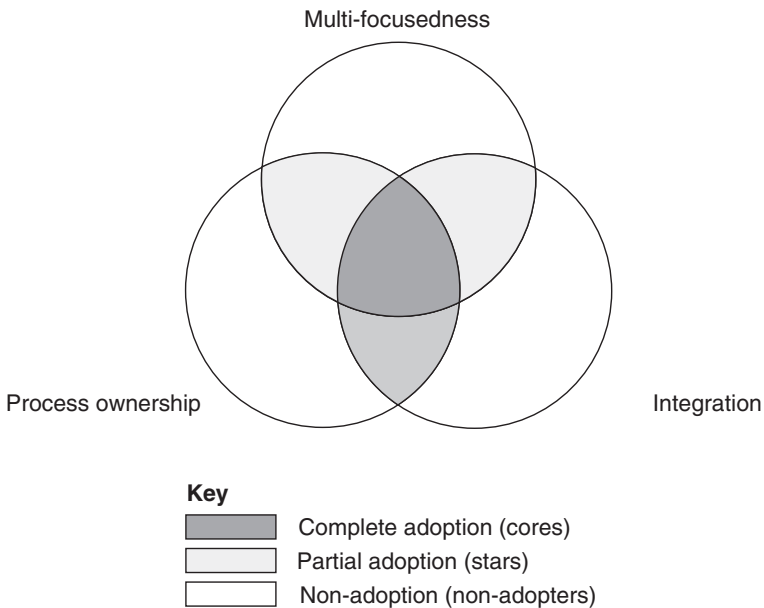 Multi-focusedness
Process ownership
Integration
Key
Complete adoption (cores)
Partial adoption (stars)
Non-adoption (non-adopters)